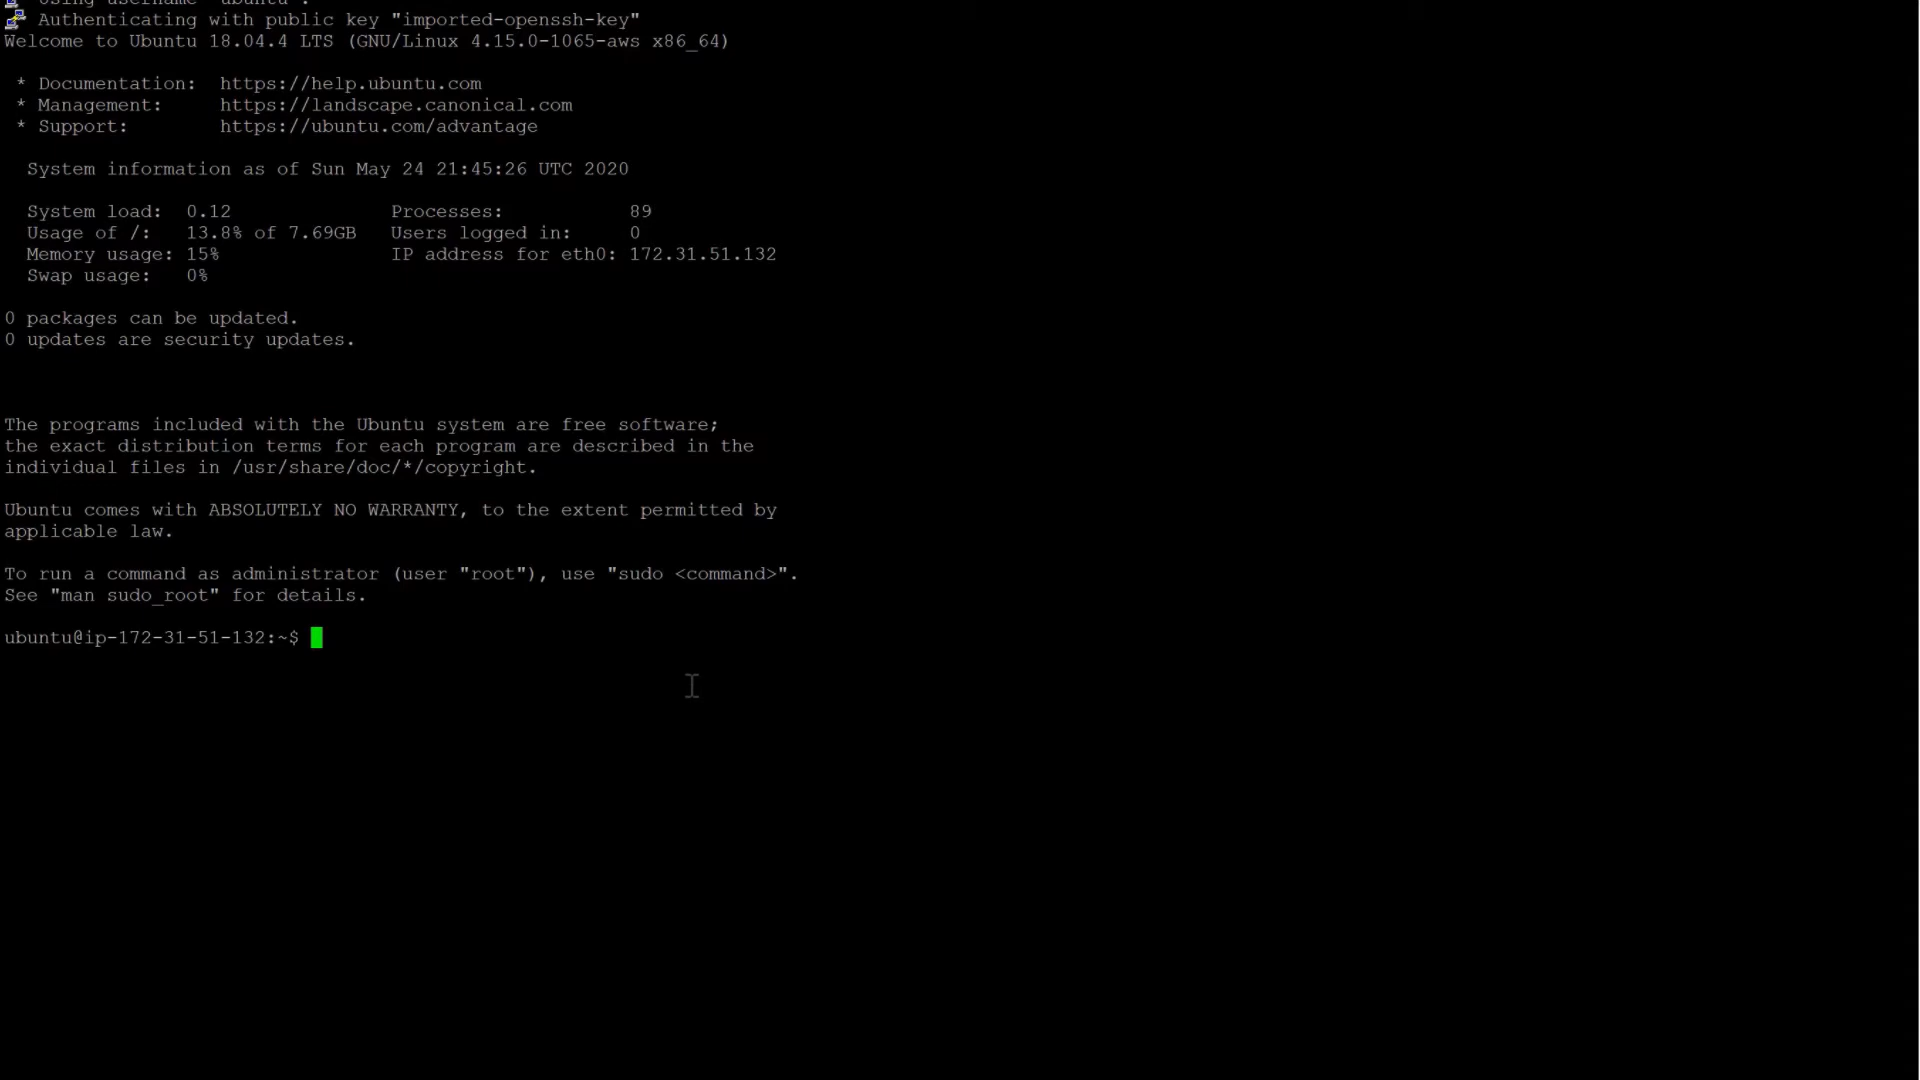 Using username "ubuntu".
Authenticating with public key "imported-openssh-key"
Welcome to Ubuntu 18.04.4 LTS (GNU/Linux 4.15.0-1065-aws x86_64)
* Documentation:  https://help.ubuntu.com
* Management:     https://landscape.canonical.com
* Support:        https://ubuntu.com/advantage
System information as of Sun May 24 21:45:26 UTC 2020
System load:  0.12              Processes:           89
Usage of /:   13.8% of 7.69GB   Users logged in:     0
Memory usage: 15%               IP address for eth0: 172.31.51.132
Swap usage:   0%
0 packages can be updated.
0 updates are security updates.
The programs included with the Ubuntu system are free software;
the exact distribution terms for each program are described in the
individual files in /usr/share/doc/*/copyright.
Ubuntu comes with ABSOLUTELY NO WARRANTY, to the extent permitted by
applicable law.
To run a command as administrator (user "root"), use "sudo <command>".
See "man sudo_root" for details.
ubuntu@ip-172-31-51-132:~$